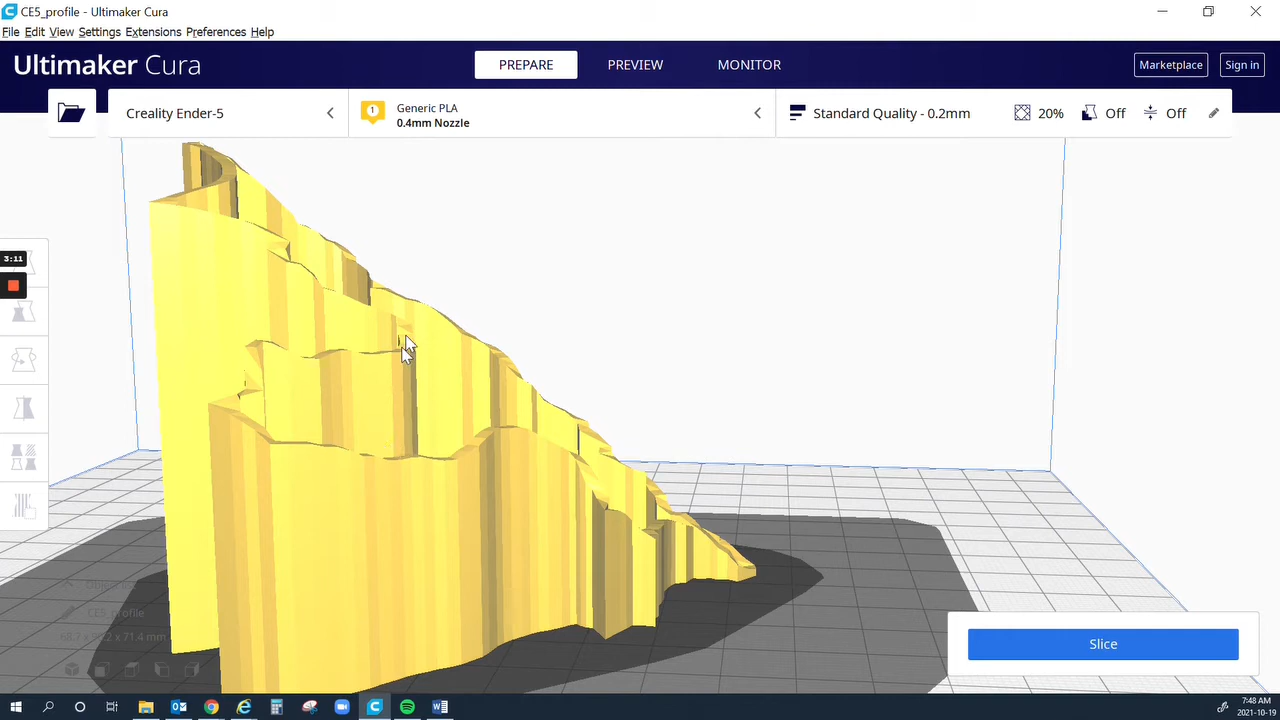 CE5_profile - Ultimaker Cura
File Edit View Settings Extensions Preferences Help
Ultimaker Cura
PREPARE
PREVIEW
MONITOR
Marketplace
Sign in
Creality Ender-5
1
Generic PLA
0.4mm Nozzle
Standard Quality - 0.2mm
20%
Off
Off
3:11
CE5_profile
Slice
7:48 AM
2021-10-19